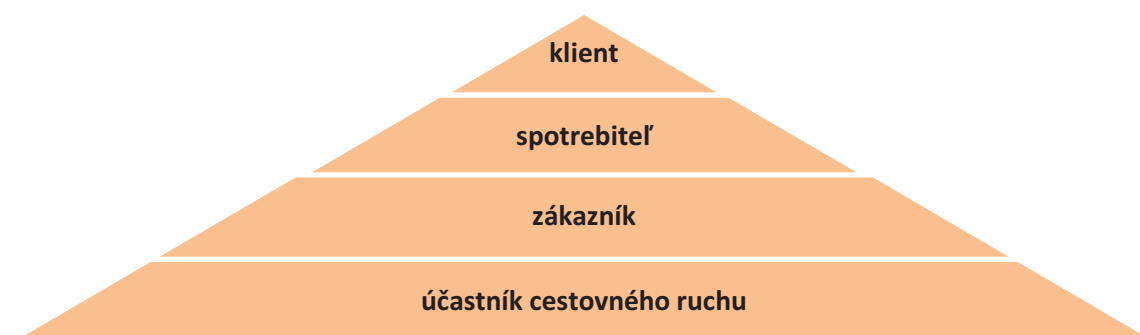 klient
spotrebiteľ
zákazník
účastník cestovného ruchu